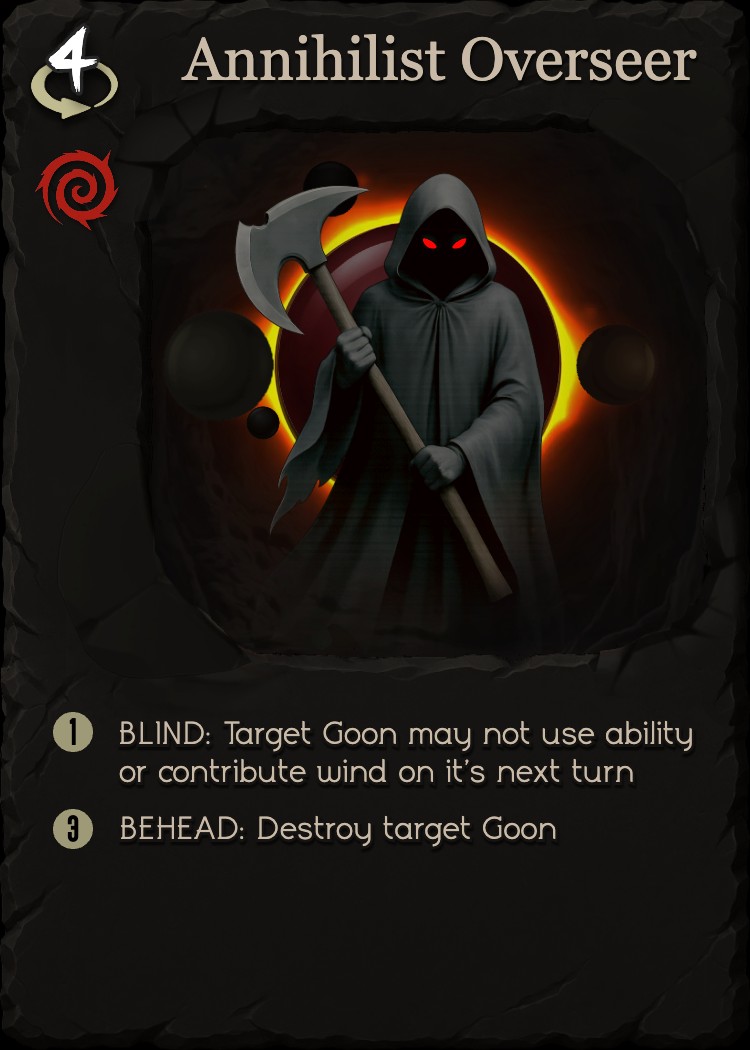 4
Annihilist Overseer
1 BLIND: Target Goon may not use ability
or contribute wind on it's next turn
3 BEHEAD: Destroy target Goon